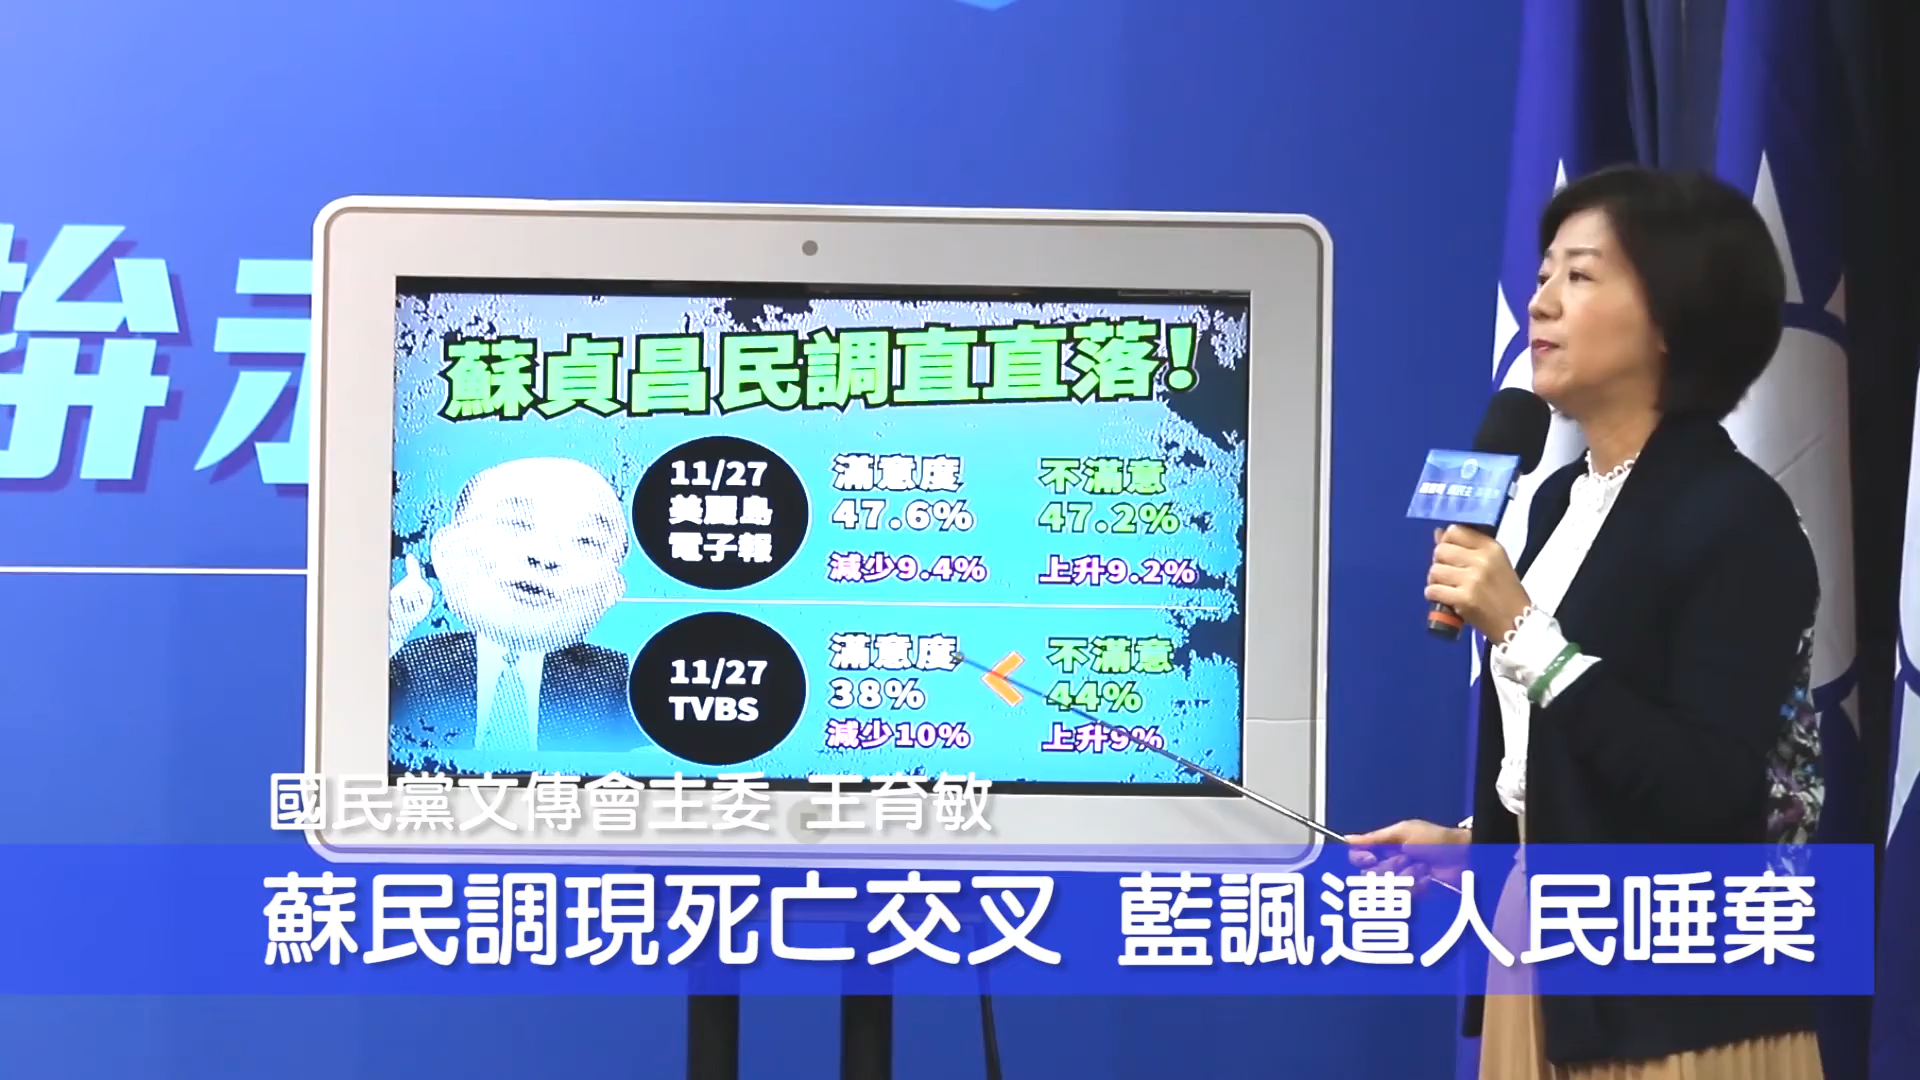 蘇貞昌民調直直落!
11/27
美麗島
電子報
滿意度
47.6%
減少9.4%
不滿意
47.2%
上升9.2%
11/27
TVBS
滿意度
38%
減少10%
<
不滿意
44%
上升9%
國民黨文傳會主委 王育敏
蘇民調現死亡交叉 藍諷遭人民唾棄